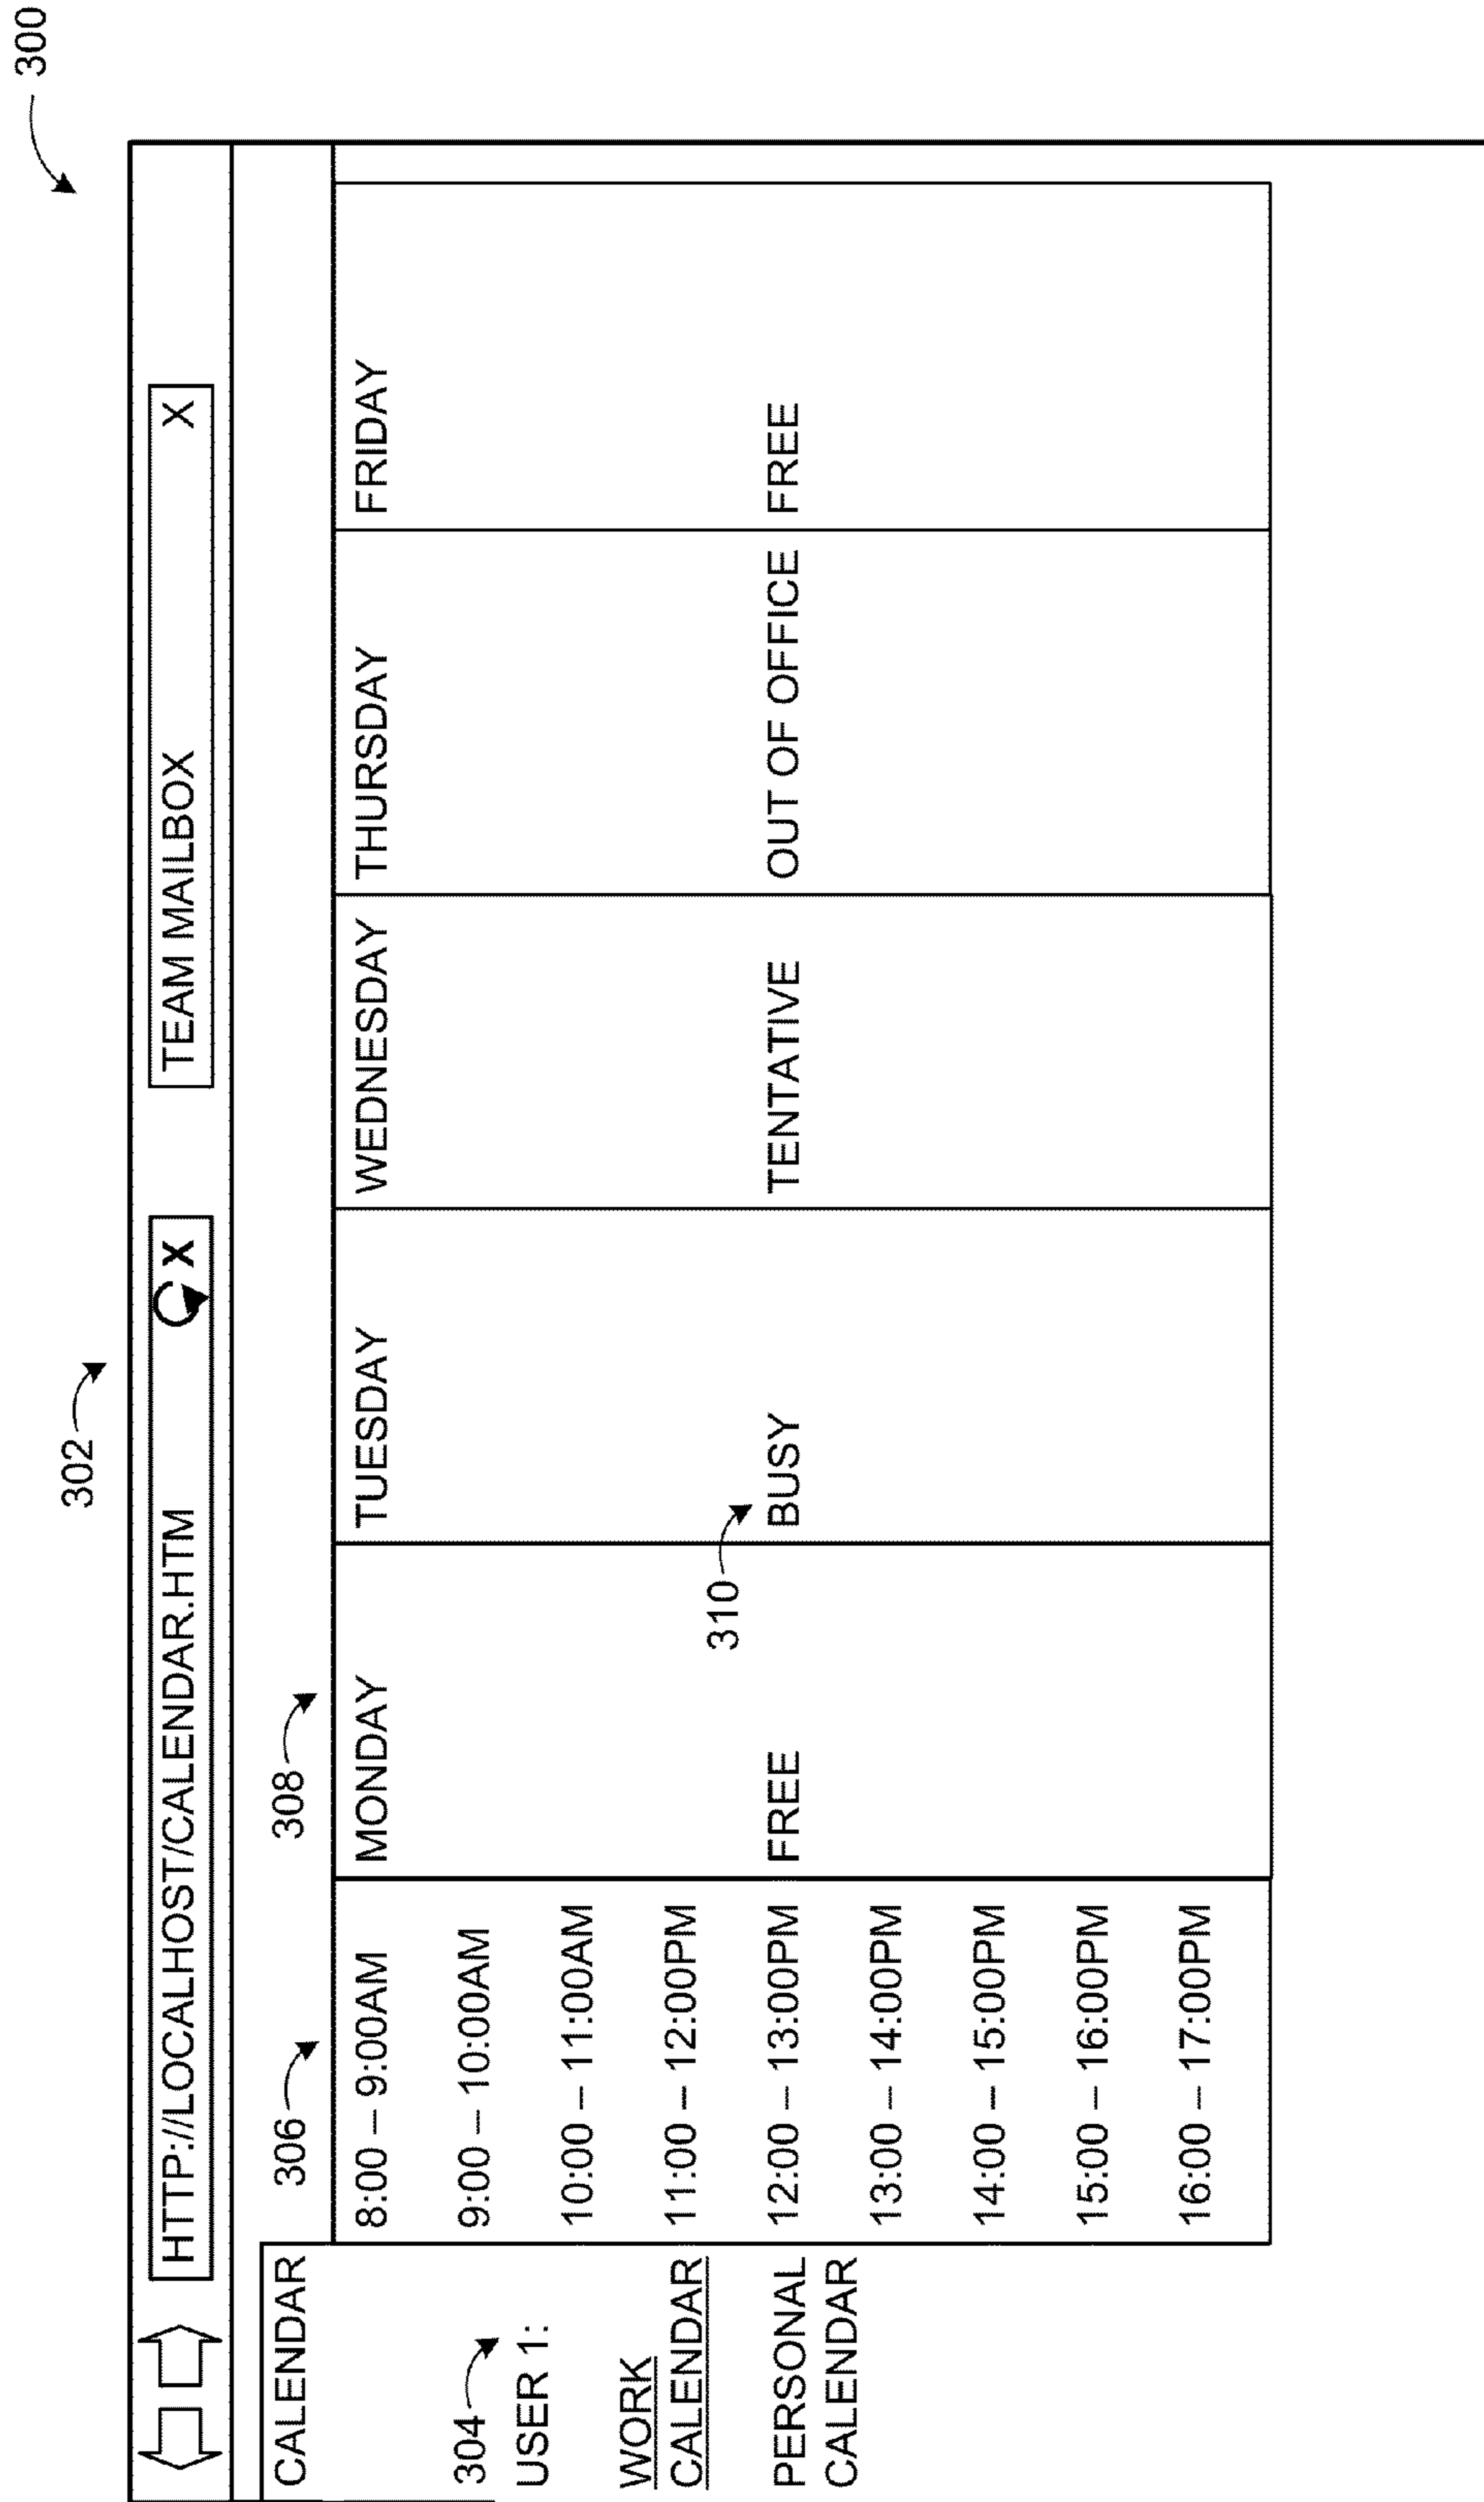 300
302
HTTP://LOCALHOST/CALENDAR.HTM X TEAM MAILBOX X
CALENDAR 306 308
8:00 – 9:00AM MONDAY TUESDAY WEDNESDAY THURSDAY FRIDAY
304 9:00 – 10:00AM
USER 1:
10:00 – 11:00AM
WORK
CALENDAR 11:00 – 12:00PM
310
PERSONAL 12:00 – 13:00PM FREE BUSY TENTATIVE OUT OF OFFICE FREE
CALENDAR
13:00 – 14:00PM
14:00 – 15:00PM
15:00 – 16:00PM
16:00 – 17:00PM